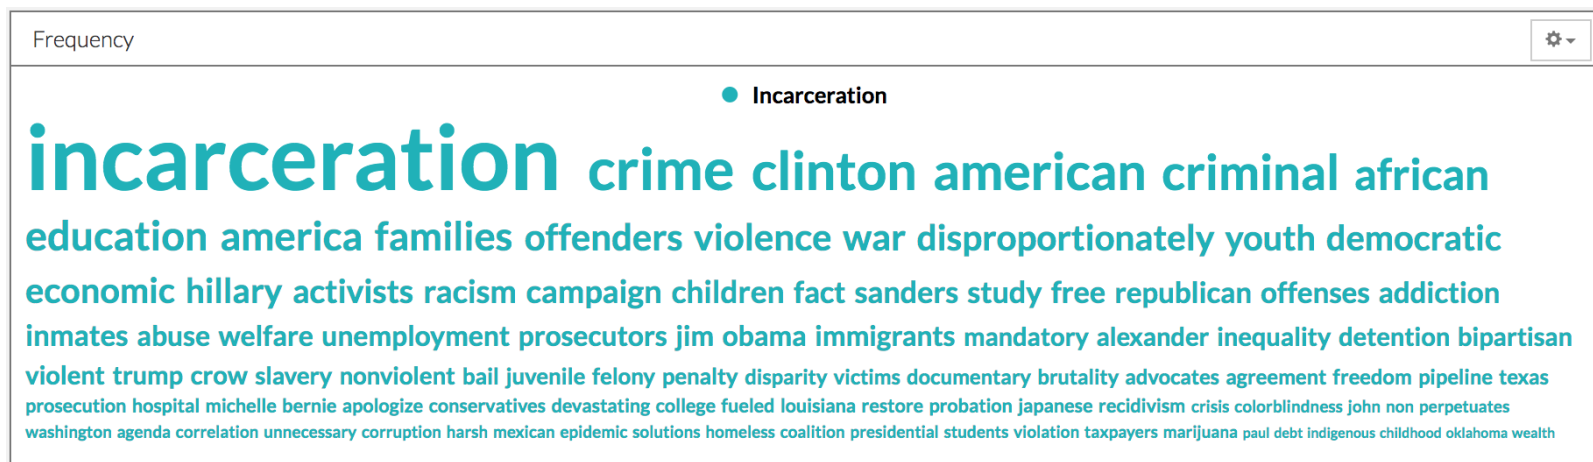 Frequency
Incarceration
incarceration crime clinton american criminal african
education america families offenders violence war disproportionately youth democratic
economic hillary activists racism campaign children fact sanders study free republican offenses addiction
inmates abuse welfare unemployment prosecutors jim obama immigrants mandatory alexander inequality detention bipartisan
violent trump crow slavery nonviolent bail juvenile felony penalty disparity victims documentary brutality advocates agreement freedom pipeline texas
prosecution hospital michelle bernie apologize conservatives devastating college fueled louisiana restore probation japanese recidivism crisis colorblindness john non perpetuates
washington agenda correlation unnecessary corruption harsh mexican epidemic solutions homeless coalition presidential students violation taxpayers marijuana paul debt indigenous childhood oklahoma wealth